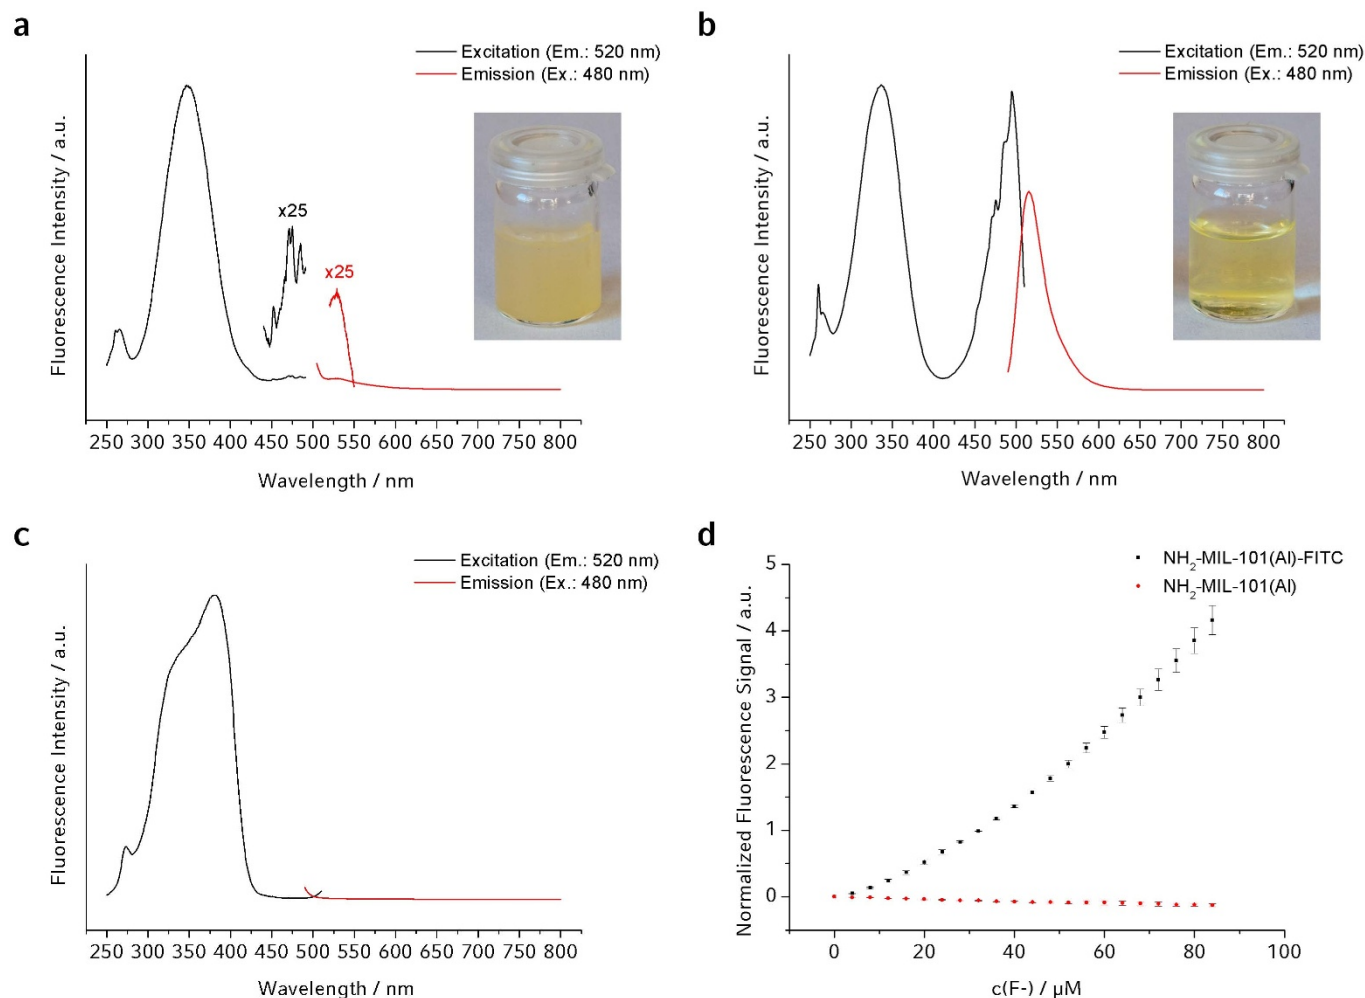 a
Excitation (Em.: 520 nm)
Emission (Ex.: 480 nm)
x25
x25
Fluorescence Intensity / a.u.
250 300 350 400 450 500 550 600 650 700 750 800
Wavelength / nm
b
Excitation (Em.: 520 nm)
Emission (Ex.: 480 nm)
Fluorescence Intensity / a.u.
250 300 350 400 450 500 550 600 650 700 750 800
Wavelength / nm
c
Excitation (Em.: 520 nm)
Emission (Ex.: 480 nm)
Fluorescence Intensity / a.u.
250 300 350 400 450 500 550 600 650 700 750 800
Wavelength / nm
d
NH₂-MIL-101(Al)-FITC
NH₂-MIL-101(Al)
Normalized Fluorescence Signal / a.u.
5
4
3
2
1
0
0 20 40 60 80 100
c(F-) / µM